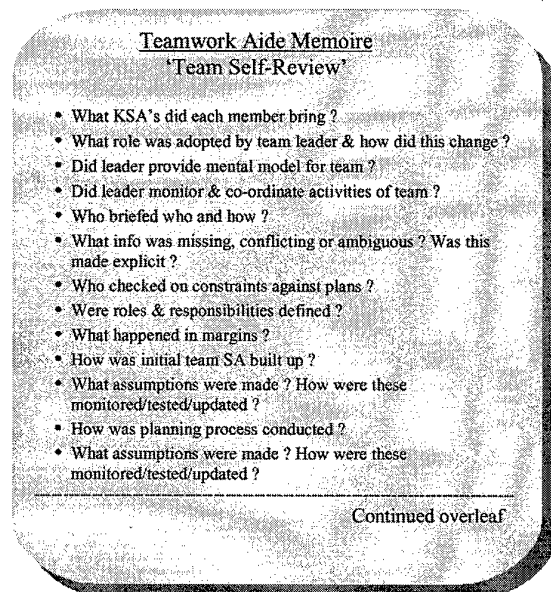 Teamwork Aide Memoire
'Team Self-Review'
• What KSA's did each member bring ?
• What role was adopted by team leader & how did this change ?
• Did leader provide mental model for team ?
• Did leader monitor & co-ordinate activities of team ?
• Who briefed who and how ?
• What info was missing, conflicting or ambiguous ? Was this
made explicit ?
• Who checked on constraints against plans ?
• Were roles & responsibilities defined ?
• What happened in margins ?
• How was initial team SA built up ?
• What assumptions were made ? How were these
monitored/tested/updated ?
• How was planning process conducted ?
• What assumptions were made ? How were these
monitored/tested/updated ?
Continued overleaf